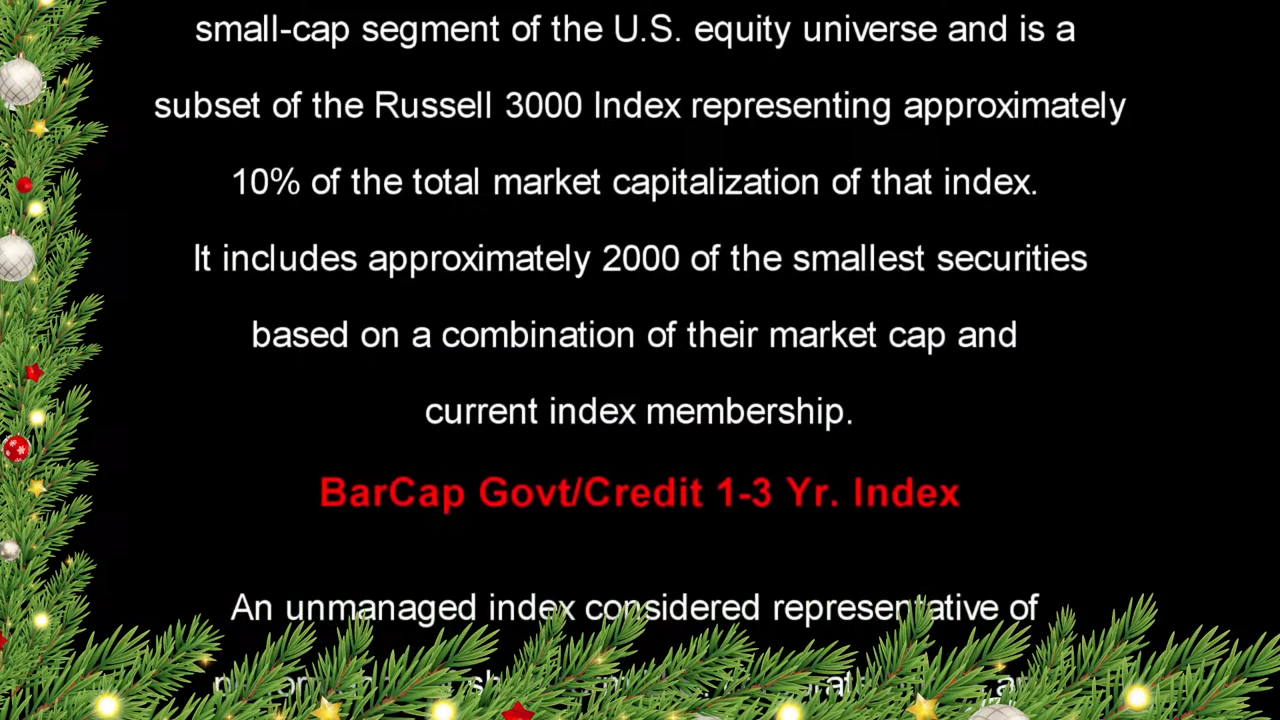 small-cap segment of the U.S. equity universe and is a
subset of the Russell 3000 Index representing approximately
10% of the total market capitalization of that index.
It includes approximately 2000 of the smallest securities
based on a combination of their market cap and
current index membership.
BarCap Govt/Credit 1-3 Yr. Index
An unmanaged index considered representative of